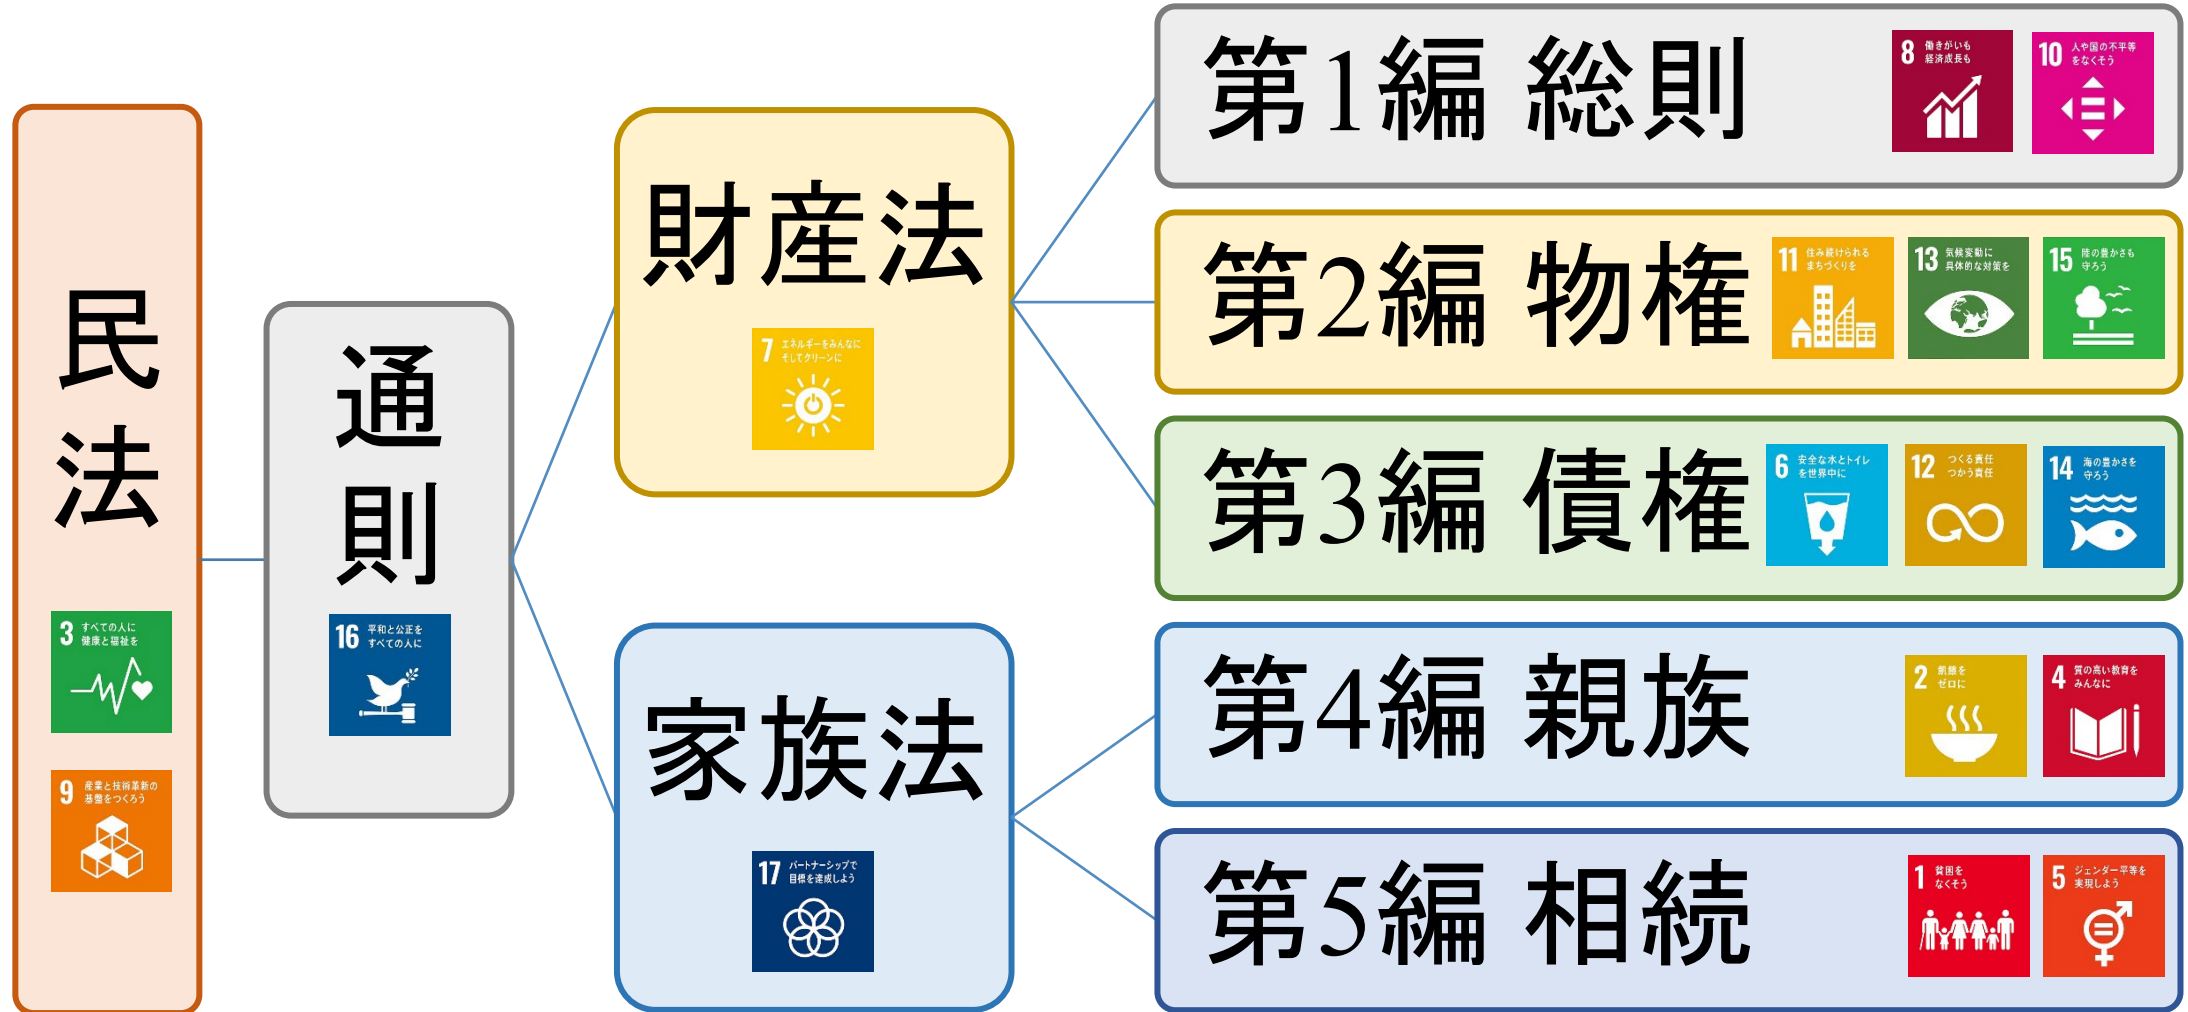 民
法
3 すべての人に
健康と福祉を
9 産業と技術革新の
基盤をつくろう
通
則
16 平和と公正を
すべての人に
財産法
7 エネルギーをみんなに
そしてクリーンに
家族法
17 パートナーシップで
目標を達成しよう
第1編 総則
8 働きがいも
経済成長も
10 人や国の不平等
をなくそう
第2編 物権
11 住み続けられる
まちづくりを
13 気候変動に
具体的な対策を
15 陸の豊かさも
守ろう
第3編 債権
6 安全な水とトイレ
を世界中に
12 つくる責任
つかう責任
14 海の豊かさを
守ろう
第4編 親族
2 飢餓を
ゼロに
4 質の高い教育を
みんなに
第5編 相続
1 貧困を
なくそう
5 ジェンダー平等を
実現しよう